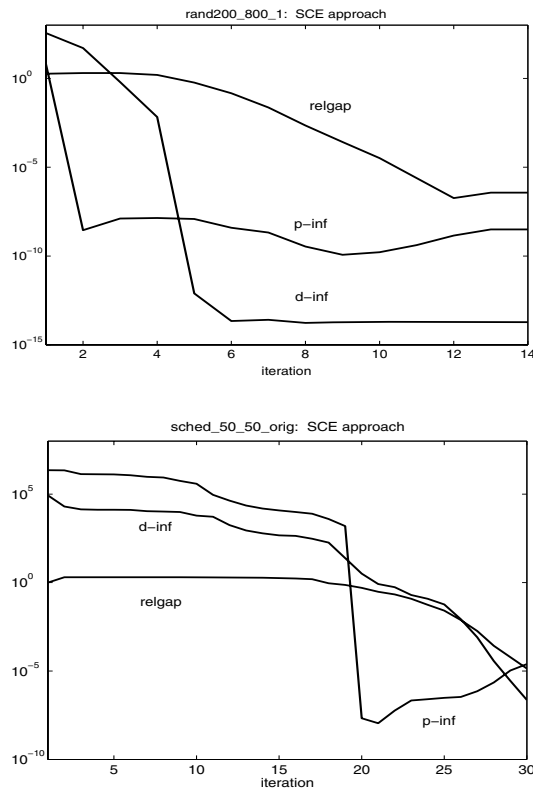 rand200_800_1: SCE approach
10^0
relgap
10^-5
p-inf
10^-10
d-inf
10^-15
2 4 6 8 10 12 14
iteration
sched_50_50_orig: SCE approach
10^5
d-inf
10^0
relgap
10^-5
p-inf
10^-10
5 10 15 20 25 30
iteration